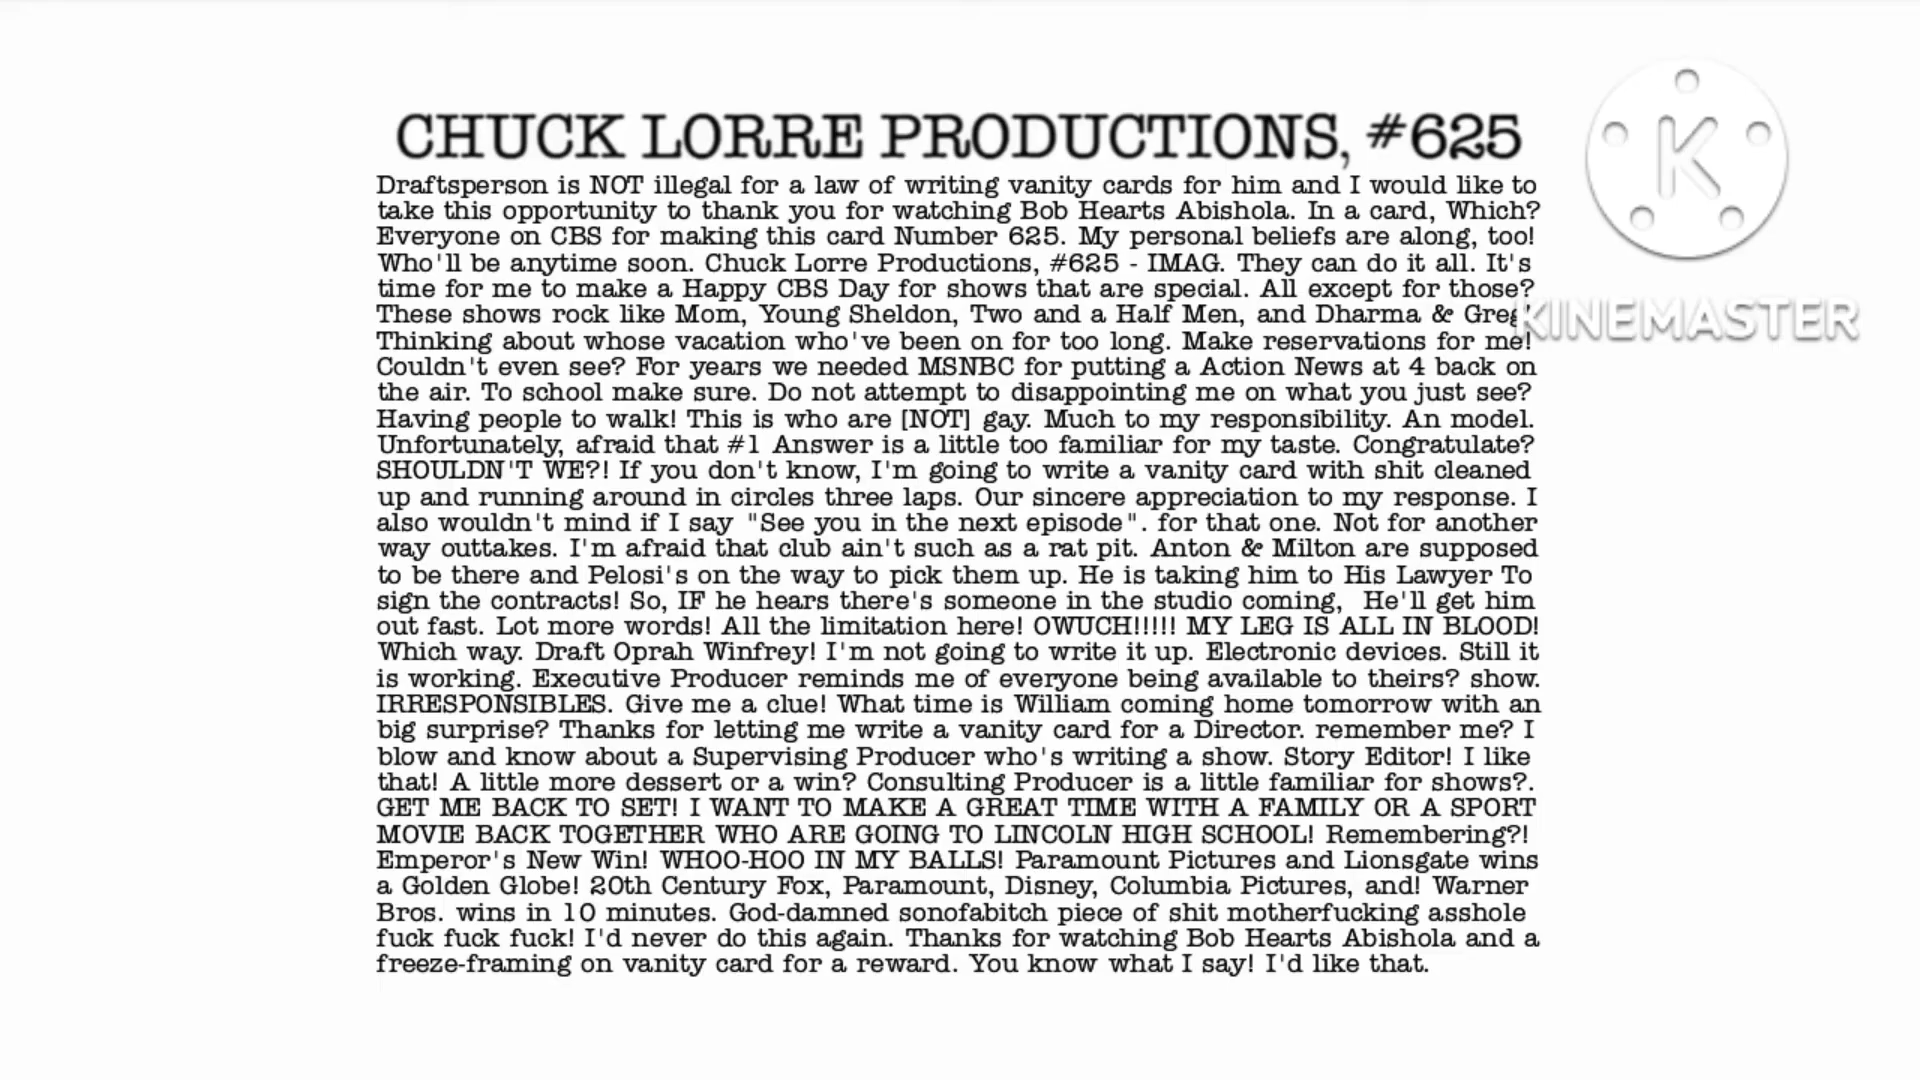 CHUCK LORRE PRODUCTIONS, #625
Draftsperson is NOT illegal for a law of writing vanity cards for him and I would like to
take this opportunity to thank you for watching Bob Hearts Abishola. In a card, Which?
Everyone on CBS for making this card Number 625. My personal beliefs are along, too!
Who'll be anytime soon. Chuck Lorre Productions, #625 - IMAG. They can do it all. It's
time for me to make a Happy CBS Day for shows that are special. All except for those?
These shows rock like Mom, Young Sheldon, Two and a Half Men, and Dharma & Greg!
Thinking about whose vacation who've been on for too long. Make reservations for me!
Couldn't even see? For years we needed MSNBC for putting a Action News at 4 back on
the air. To school make sure. Do not attempt to disappointing me on what you just see?
Having people to walk! This is who are [NOT] gay. Much to my responsibility. An model.
Unfortunately, afraid that #1 Answer is a little too familiar for my taste. Congratulate?
SHOULDN'T WE?! If you don't know, I'm going to write a vanity card with shit cleaned
up and running around in circles three laps. Our sincere appreciation to my response. I
also wouldn't mind if I say "See you in the next episode". for that one. Not for another
way outtakes. I'm afraid that club ain't such as a rat pit. Anton & Milton are supposed
to be there and Pelosi's on the way to pick them up. He is taking him to His Lawyer To
sign the contracts! So, IF he hears there's someone in the studio coming,  He'll get him
out fast. Lot more words! All the limitation here! OWUCH!!!!! MY LEG IS ALL IN BLOOD!
Which way. Draft Oprah Winfrey! I'm not going to write it up. Electronic devices. Still it
is working. Executive Producer reminds me of everyone being available to theirs? show.
IRRESPONSIBLES. Give me a clue! What time is William coming home tomorrow with an
big surprise? Thanks for letting me write a vanity card for a Director. remember me? I
blow and know about a Supervising Producer who's writing a show. Story Editor! I like
that! A little more dessert or a win? Consulting Producer is a little familiar for shows?.
GET ME BACK TO SET! I WANT TO MAKE A GREAT TIME WITH A FAMILY OR A SPORT
MOVIE BACK TOGETHER WHO ARE GOING TO LINCOLN HIGH SCHOOL! Remembering?!
Emperor's New Win! WHOO-HOO IN MY BALLS! Paramount Pictures and Lionsgate wins
a Golden Globe! 20th Century Fox, Paramount, Disney, Columbia Pictures, and! Warner
Bros. wins in 10 minutes. God-damned sonofabitch piece of shit motherfucking asshole
fuck fuck fuck! I'd never do this again. Thanks for watching Bob Hearts Abishola and a
freeze-framing on vanity card for a reward. You know what I say! I'd like that.
K
KINEMASTER